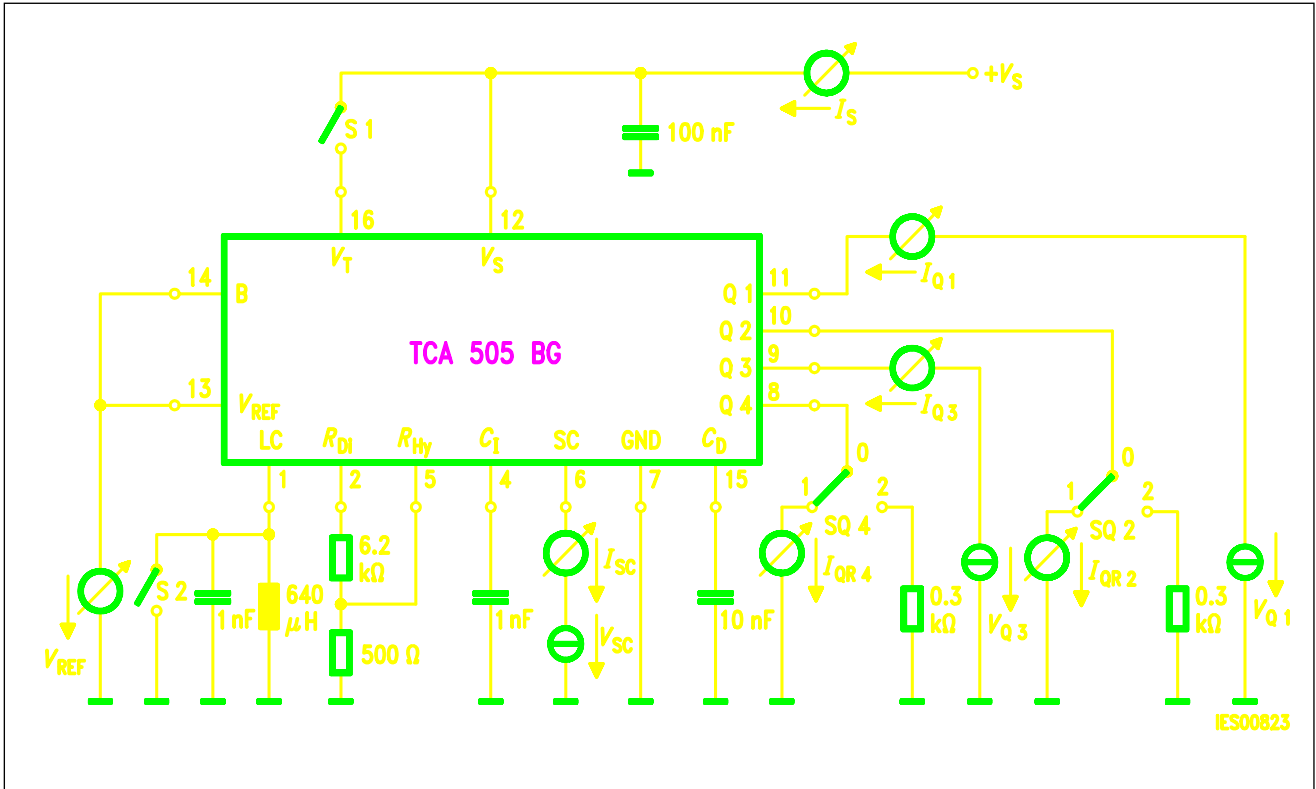 +VS
IS
S 1
100 nF
16
12
VT
VS
14
B
Q 1
11
IQ 1
10
Q 2
TCA 505 BG
9
Q 3
13
VREF
8
Q 4
IQ 3
LC
RDI
RHy
CI
SC
GND
CD
1
2
5
4
6
7
15
0
1
2
SQ 4
0
1
2
SQ 2
6.2
kΩ
ISC
IQR 4
IQR 2
S 2
1 nF
640
μH
1 nF
10 nF
0.3
kΩ
VQ 3
0.3
kΩ
VQ 1
VREF
500 Ω
VSC
IES00823